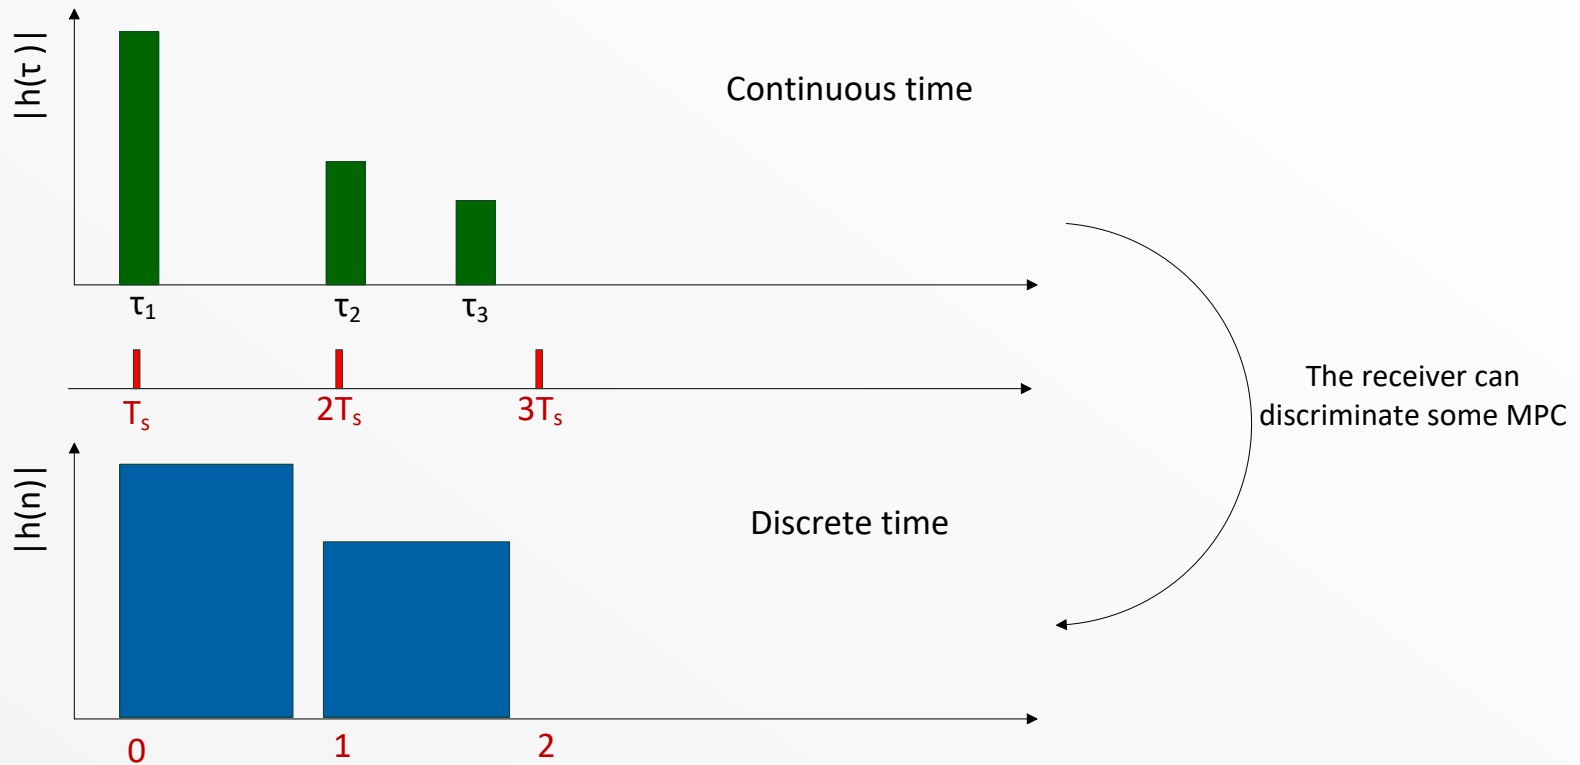 |h(τ )|
Continuous time
τ₁
τ₂
τ₃
Tₛ
2Tₛ
3Tₛ
The receiver can
discriminate some MPC
|h(n)|
Discrete time
0
1
2